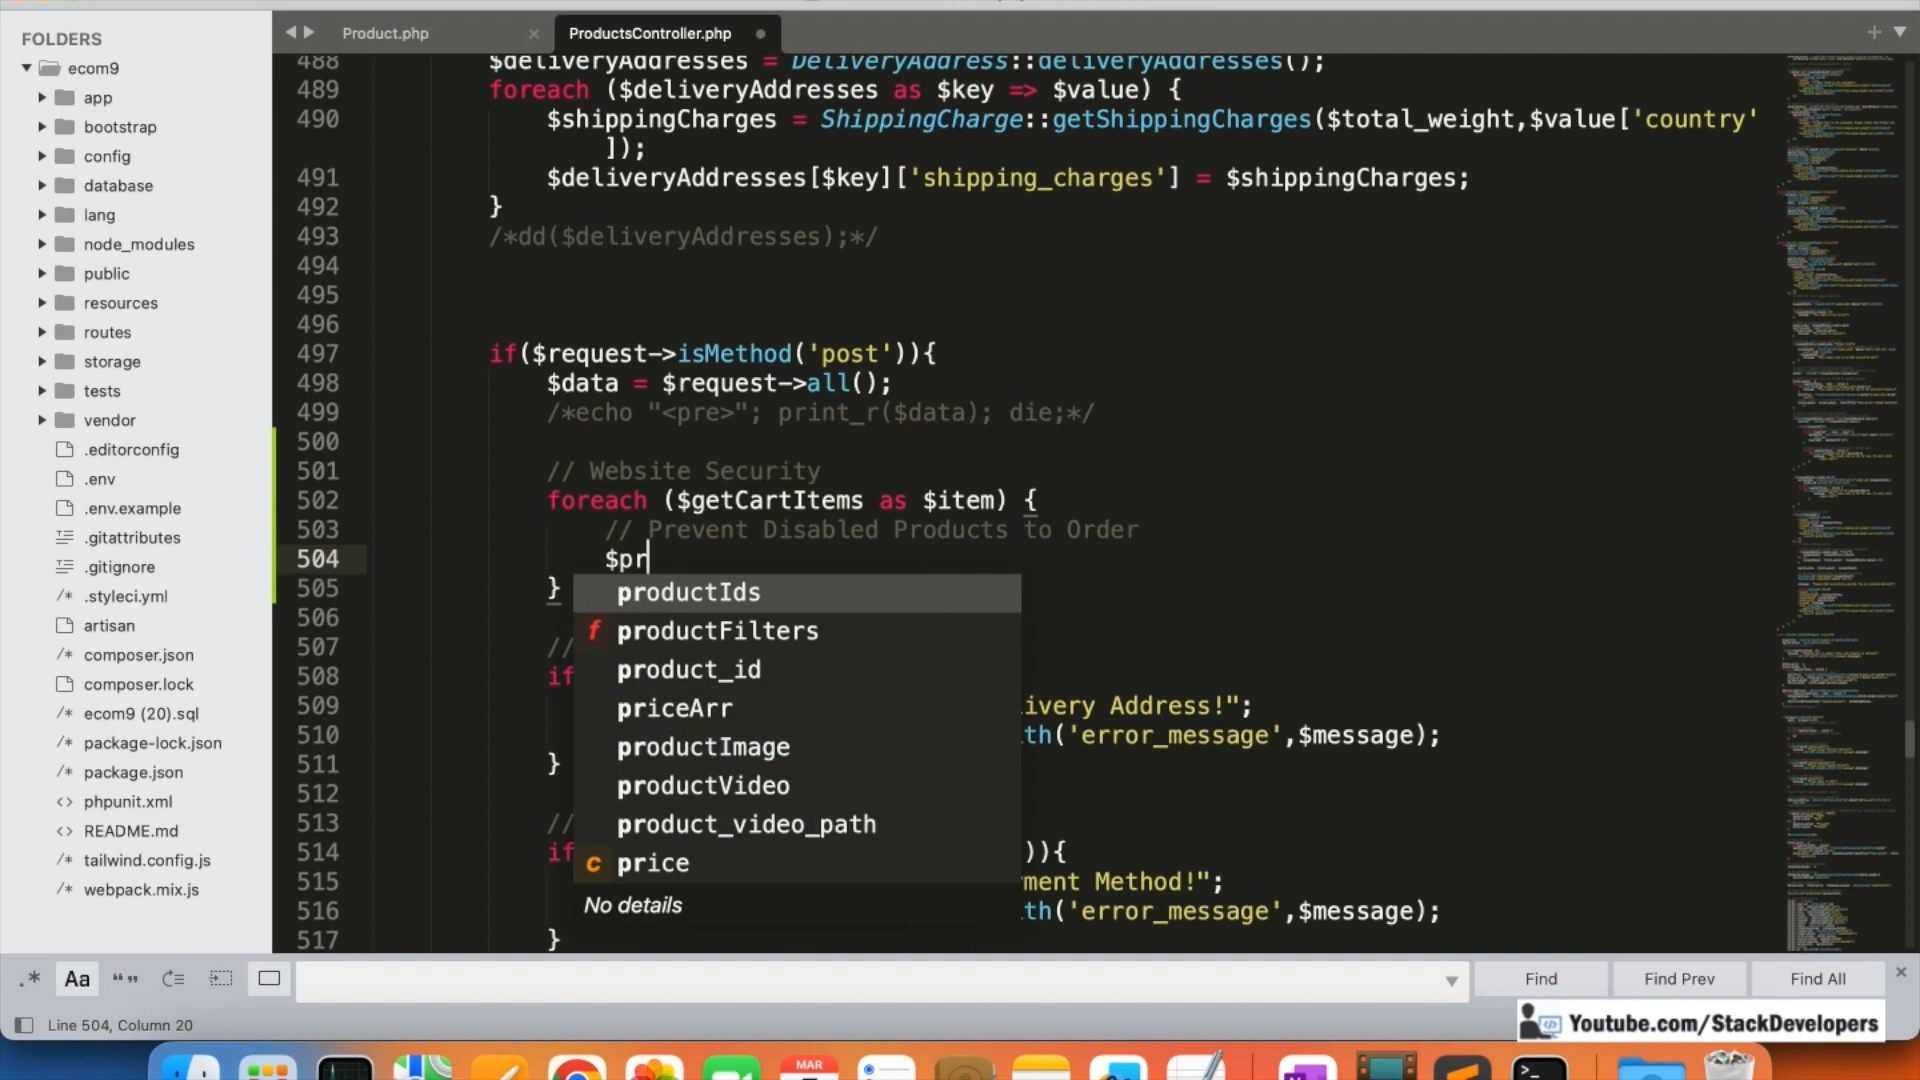 FOLDERS
ecom9
app
bootstrap
config
database
lang
node_modules
public
resources
routes
storage
tests
vendor
.editorconfig
.env
.env.example
.gitattributes
.gitignore
.styleci.yml
artisan
composer.json
composer.lock
ecom9 (20).sql
package-lock.json
package.json
phpunit.xml
README.md
tailwind.config.js
webpack.mix.js
Product.php
ProductsController.php
488 $deliveryAddresses = DeliveryAddress::deliveryAddresses();
489 foreach ($deliveryAddresses as $key => $value) {
490 $shippingCharges = ShippingCharge::getShippingCharges($total_weight,$value['country'
]);
491 $deliveryAddresses[$key]['shipping_charges'] = $shippingCharges;
492 }
493 /*dd($deliveryAddresses);*/
494
495
496
497 if($request->isMethod('post')){
498 $data = $request->all();
499 /*echo "<pre>"; print_r($data); die;*/
500
501 // Website Security
502 foreach ($getCartItems as $item) {
503 // Prevent Disabled Products to Order
504 $pr
505 }
506
507 //
508 if
509 ivery Address!";
510 th('error_message',$message);
511 }
512
513 //
514 if )){
515 ment Method!";
516 th('error_message',$message);
517 }
productIds
f productFilters
product_id
priceArr
productImage
productVideo
product_video_path
c price
No details
.* Aa “”
Find
Find Prev
Find All
Line 504, Column 20
Youtube.com/StackDevelopers
MAR